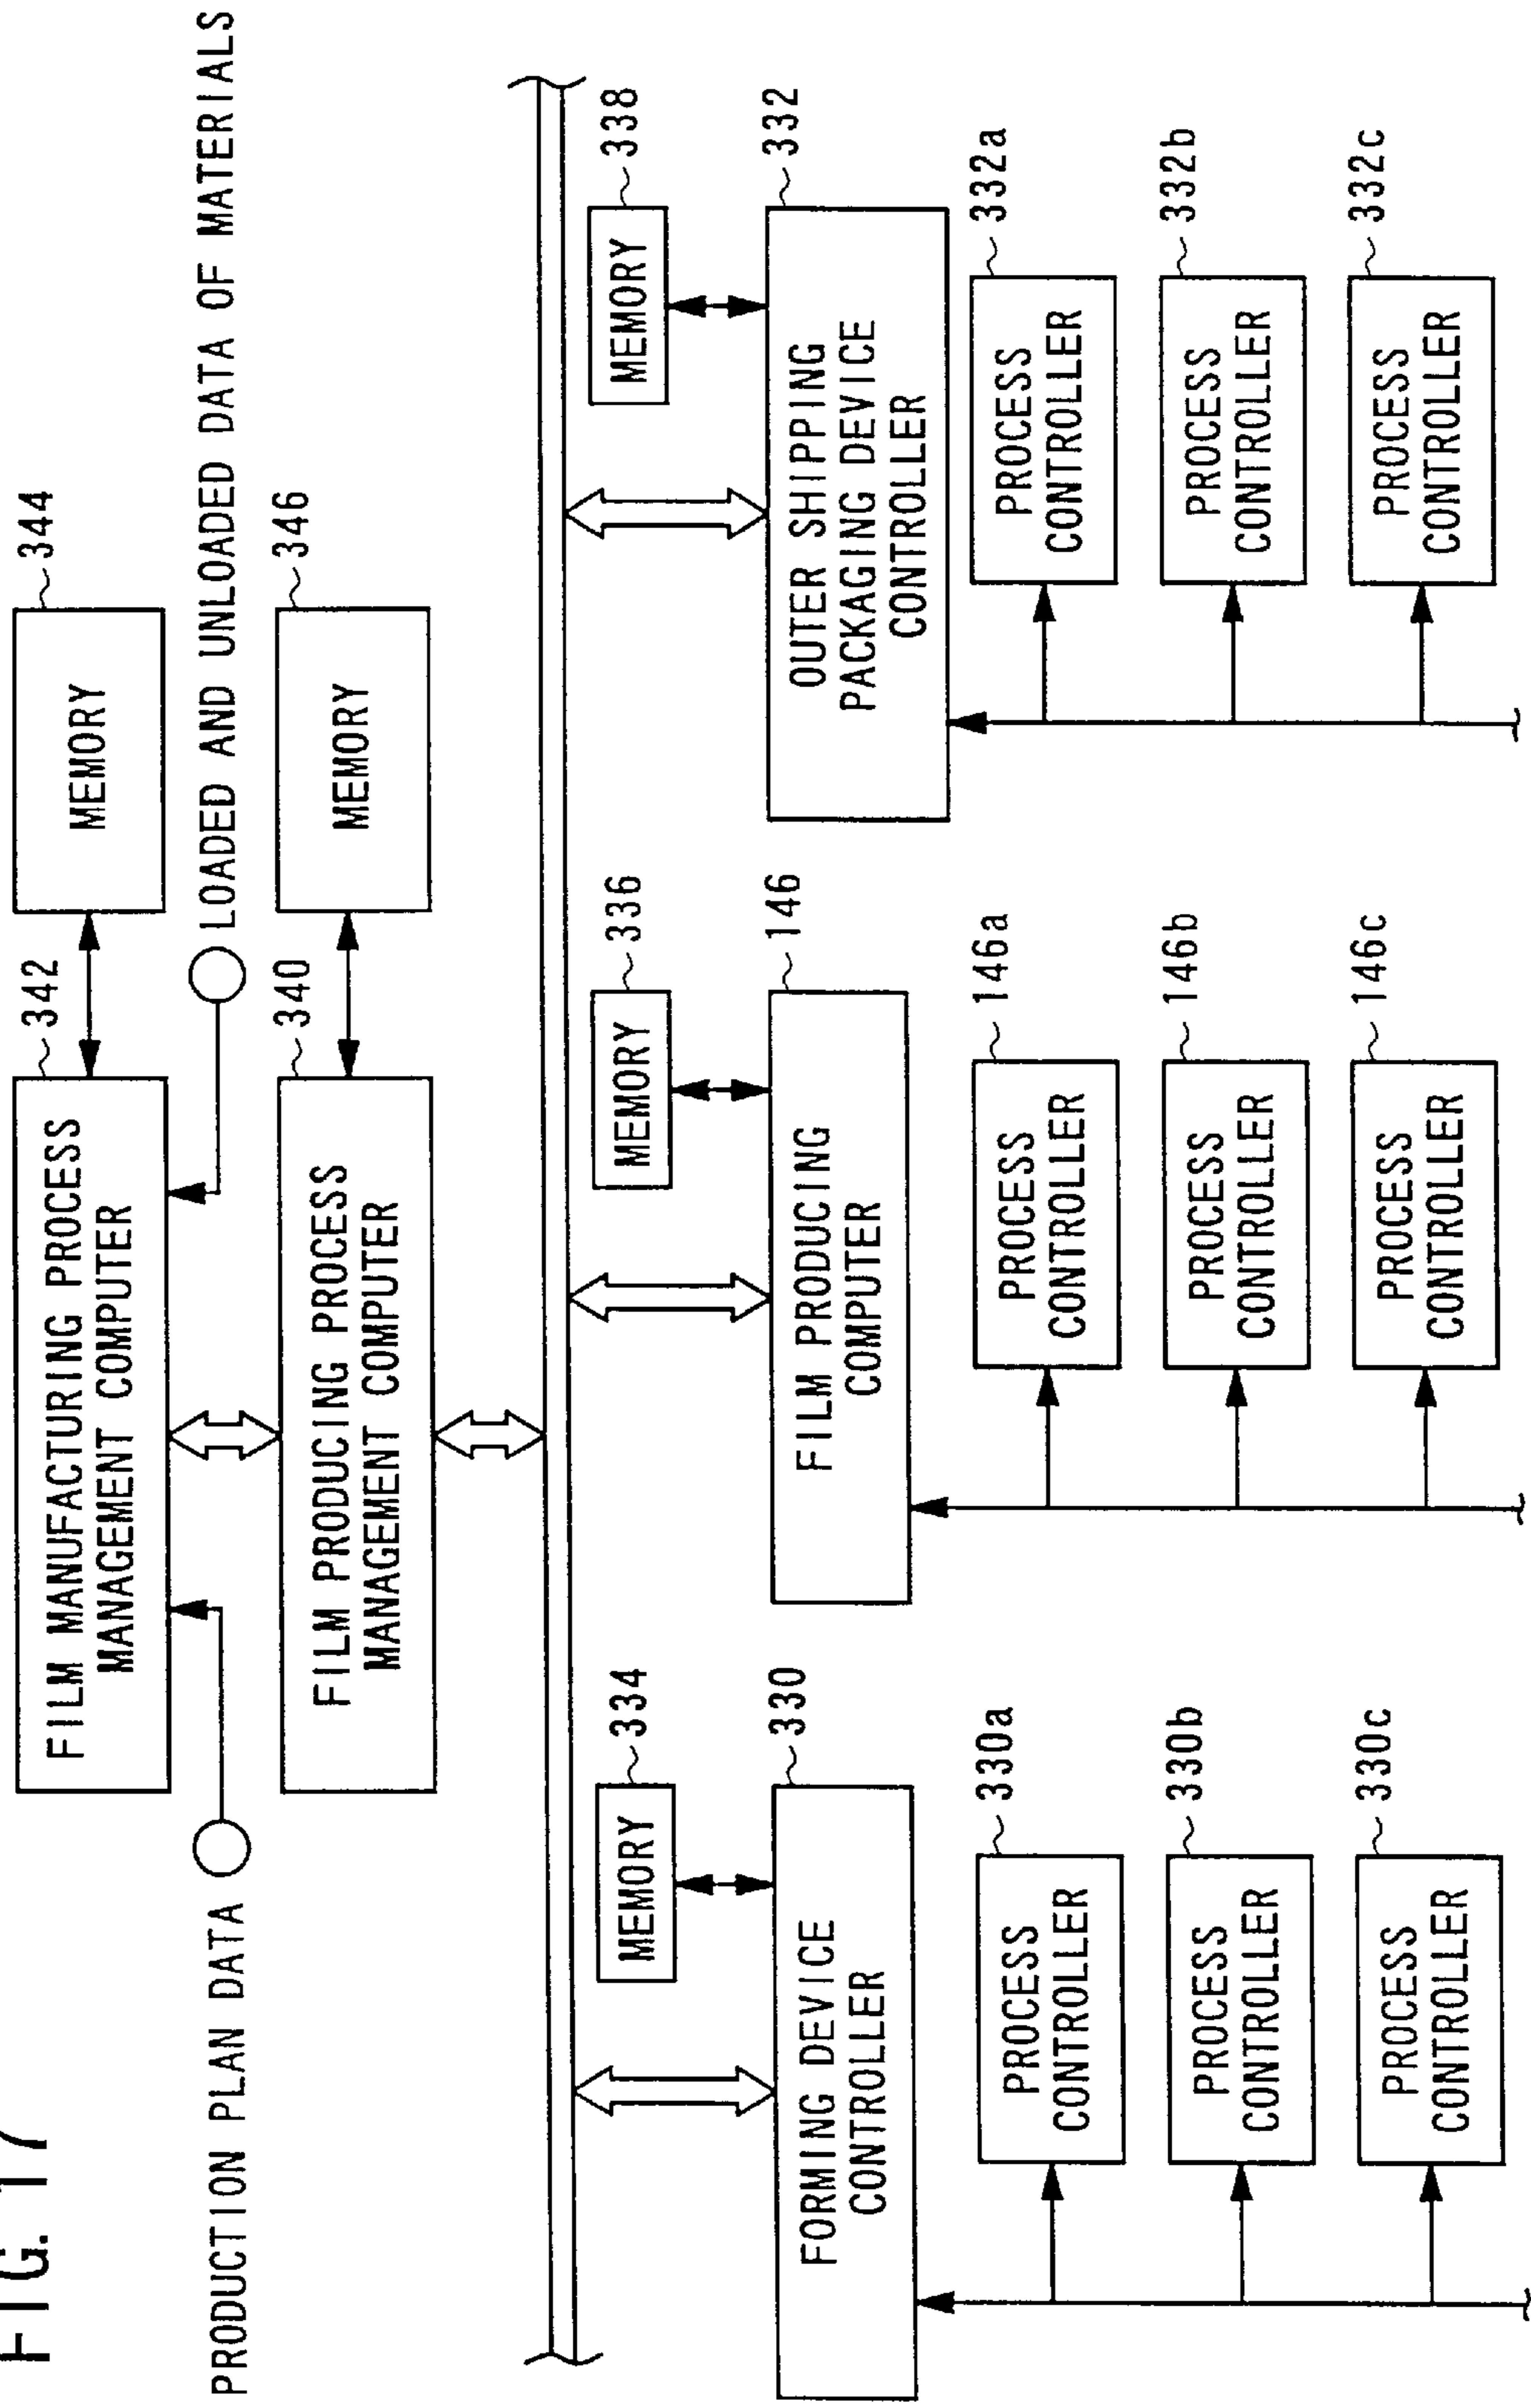 FIG. 17
PRODUCTION PLAN DATA
FILM MANUFACTURING PROCESS
MANAGEMENT COMPUTER
342
MEMORY
344
LOADED AND UNLOADED DATA OF MATERIALS
FILM PRODUCING PROCESS
MANAGEMENT COMPUTER
340
MEMORY
346
MEMORY
334
FORMING DEVICE
CONTROLLER
330
PROCESS
CONTROLLER
330a
PROCESS
CONTROLLER
330b
PROCESS
CONTROLLER
330c
MEMORY
336
FILM PRODUCING
COMPUTER
146
PROCESS
CONTROLLER
146a
PROCESS
CONTROLLER
146b
PROCESS
CONTROLLER
146c
MEMORY
338
OUTER SHIPPING
PACKAGING DEVICE
CONTROLLER
332
PROCESS
CONTROLLER
332a
PROCESS
CONTROLLER
332b
PROCESS
CONTROLLER
332c